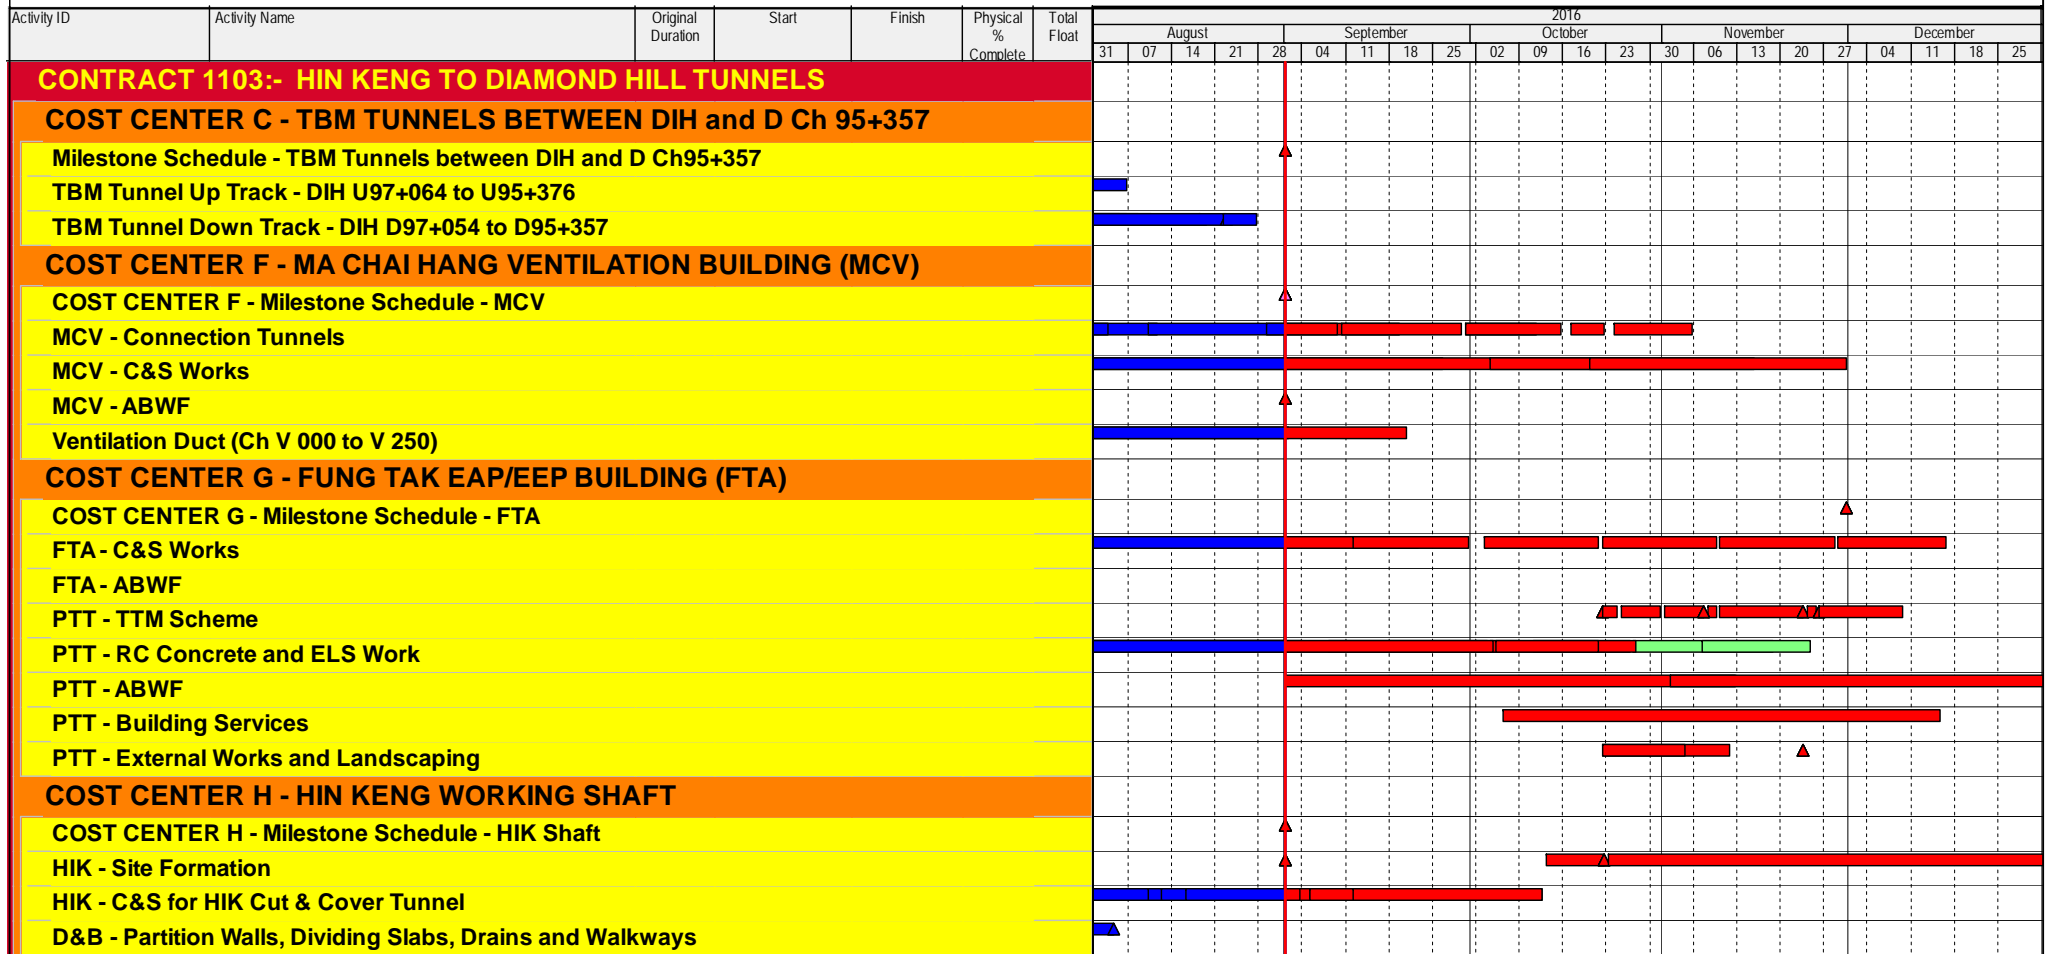 Activity ID Activity Name Original Duration Start Finish Physical % Complete Total Float
2016
August September October November December
31 07 14 21 28 04 11 18 25 02 09 16 23 30 06 13 20 27 04 11 18 25
CONTRACT 1103:- HIN KENG TO DIAMOND HILL TUNNELS
COST CENTER C - TBM TUNNELS BETWEEN DIH and D Ch 95+357
Milestone Schedule - TBM Tunnels between DIH and D Ch95+357
TBM Tunnel Up Track - DIH U97+064 to U95+376
TBM Tunnel Down Track - DIH D97+054 to D95+357
COST CENTER F - MA CHAI HANG VENTILATION BUILDING (MCV)
COST CENTER F - Milestone Schedule - MCV
MCV - Connection Tunnels
MCV - C&S Works
MCV - ABWF
Ventilation Duct (Ch V 000 to V 250)
COST CENTER G - FUNG TAK EAP/EEP BUILDING (FTA)
COST CENTER G - Milestone Schedule - FTA
FTA - C&S Works
FTA - ABWF
PTT - TTM Scheme
PTT - RC Concrete and ELS Work
PTT - ABWF
PTT - Building Services
PTT - External Works and Landscaping
COST CENTER H - HIN KENG WORKING SHAFT
COST CENTER H - Milestone Schedule - HIK Shaft
HIK - Site Formation
HIK - C&S for HIK Cut & Cover Tunnel
D&B - Partition Walls, Dividing Slabs, Drains and Walkways